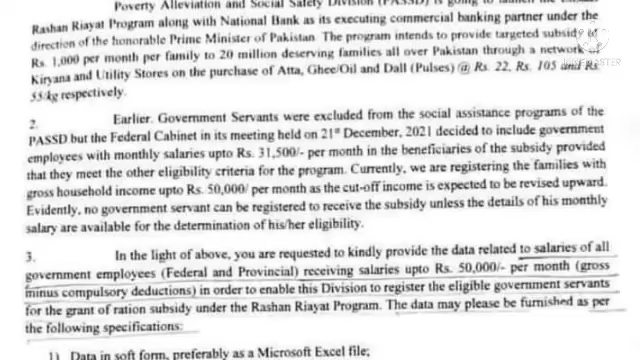 Poverty Alleviation and Social Safety Division (PASSD) is going to launch the
Rashan Riayat Program along with National Bank as its executing commercial banking partner under the
direction of the honorable Prime Minister of Pakistan. The program intends to provide targeted subsidy of
Rs. 1,000 per month per family to 20 million deserving families all over Pakistan through a network of
Kiryana and Utility Stores on the purchase of Atta, Ghee/Oil and Dall (Pulses) @ Rs. 22, Rs. 105 and Rs.
55/kg respectively.
2. Earlier. Government Servants were excluded from the social assistance programs of the
PASSD but the Federal Cabinet in its meeting held on 21st December, 2021 decided to include government
employees with monthly salaries upto Rs. 31,500/- per month in the beneficiaries of the subsidy provided
that they meet the other eligibility criteria for the program. Currently, we are registering the families with
gross household income upto Rs. 50,000/ per month as the cut-off income is expected to be revised upward.
Evidently, no government servant can be registered to receive the subsidy unless the details of his monthly
salary are available for the determination of his/her eligibility.
3. In the light of above, you are requested to kindly provide the data related to salaries of all
government employees (Federal and Provincial) receiving salaries upto Rs. 50,000/- per month (gross
minus compulsory deductions) in order to enable this Division to register the eligible government servants
for the grant of ration subsidy under the Rashan Riayat Program. The data may please be furnished as per
the following specifications:
1) Data in soft form, preferably as a Microsoft Excel file;